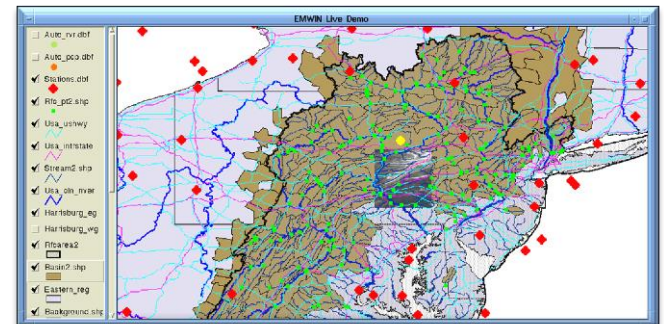 EMWIN Live Demo
Auto_rvr.dbf
Auto_pcp.dbf
Stations.dbf
Rfc_pt2.shp
Usa_ushwy
Usa_intrstate
Stream2.shp
Usa_cln_river
Harrisburg_eg
Harrisburg_wg
Rfcarea2
Basin2.shp
Eastern_reg
Background.shp